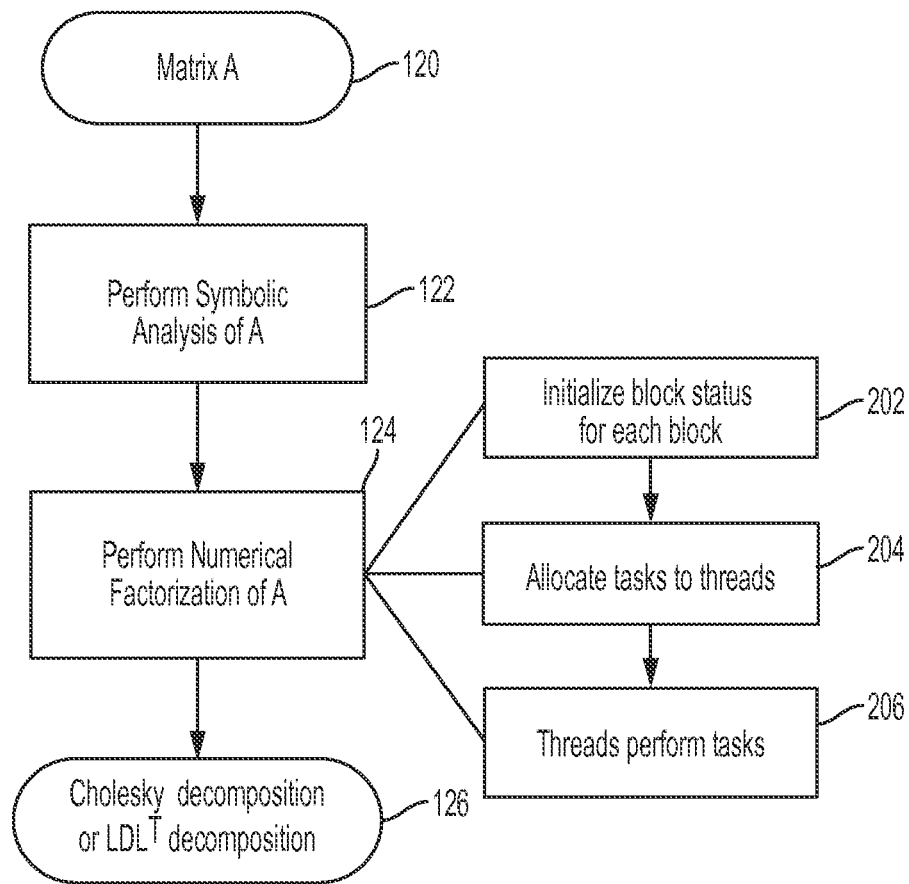 Matrix A
120
Perform Symbolic
Analysis of A
122
124
Perform Numerical
Factorization of A
Initialize block status
for each block
202
Allocate tasks to threads
204
Threads perform tasks
206
Cholesky decomposition
or LDL^T decomposition
126